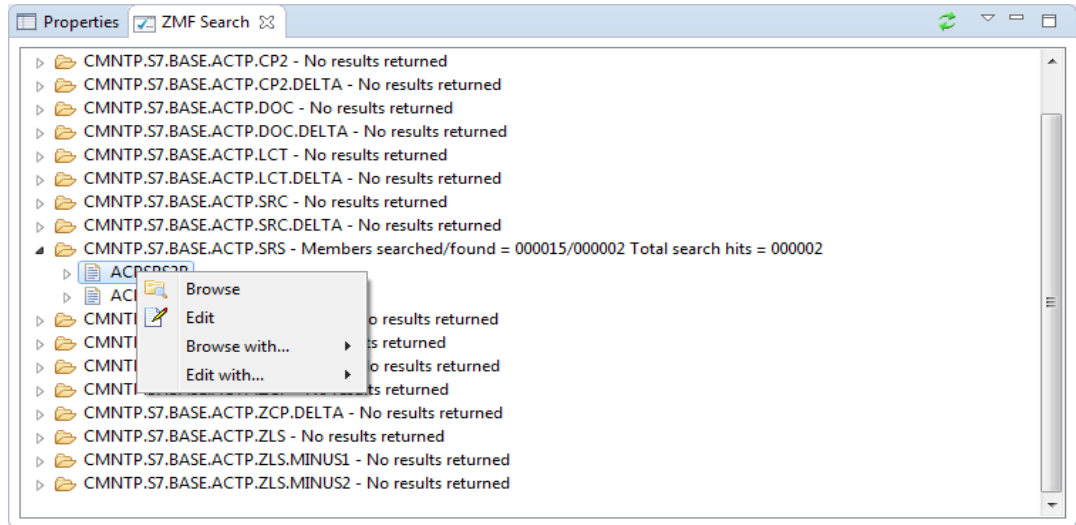 Properties ZMF Search
CMNTP.S7.BASE.ACTP.CP2 - No results returned
CMNTP.S7.BASE.ACTP.CP2.DELTA - No results returned
CMNTP.S7.BASE.ACTP.DOC - No results returned
CMNTP.S7.BASE.ACTP.DOC.DELTA - No results returned
CMNTP.S7.BASE.ACTP.LCT - No results returned
CMNTP.S7.BASE.ACTP.LCT.DELTA - No results returned
CMNTP.S7.BASE.ACTP.SRC - No results returned
CMNTP.S7.BASE.ACTP.SRC.DELTA - No results returned
CMNTP.S7.BASE.ACTP.SRS - Members searched/found = 000015/000002 Total search hits = 000002
Browse
Edit
results returned
returned
Browse with...
results returned
Edit with...
returned
CMNTP.S7.BASE.ACTP.ZCP.DELTA - No results returned
CMNTP.S7.BASE.ACTP.ZLS - No results returned
CMNTP.S7.BASE.ACTP.ZLS.MINUS1 - No results returned
CMNTP.S7.BASE.ACTP.ZLS.MINUS2 - No results returned